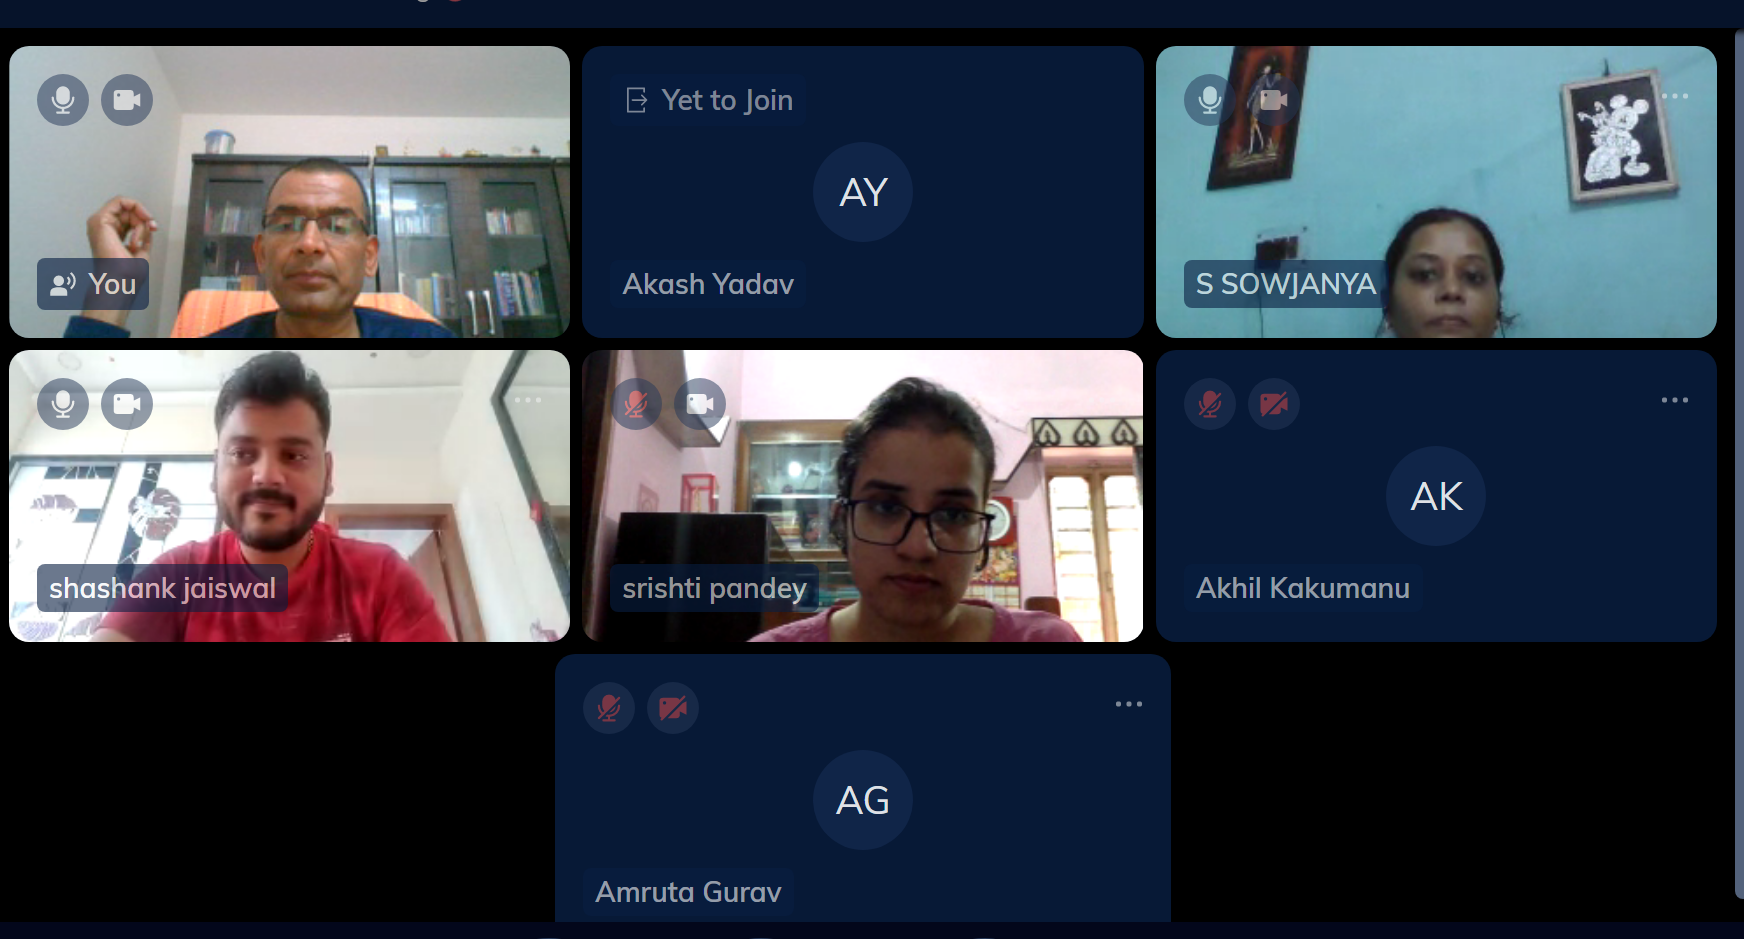 You
Yet to Join
AY
Akash Yadav
S SOWJANYA
shashank jaiswal
srishti pandey
AK
Akhil Kakumanu
AG
Amruta Gurav